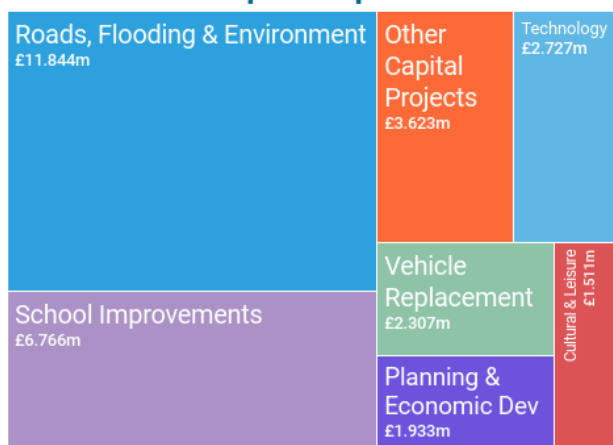 Roads, Flooding & Environment
£11.844m
Other
Capital
Projects
£3.623m
Technology
£2.727m
School Improvements
£6.766m
Vehicle
Replacement
£2.307m
Cultural & Leisure
£1.511m
Planning &
Economic Dev
£1.933m